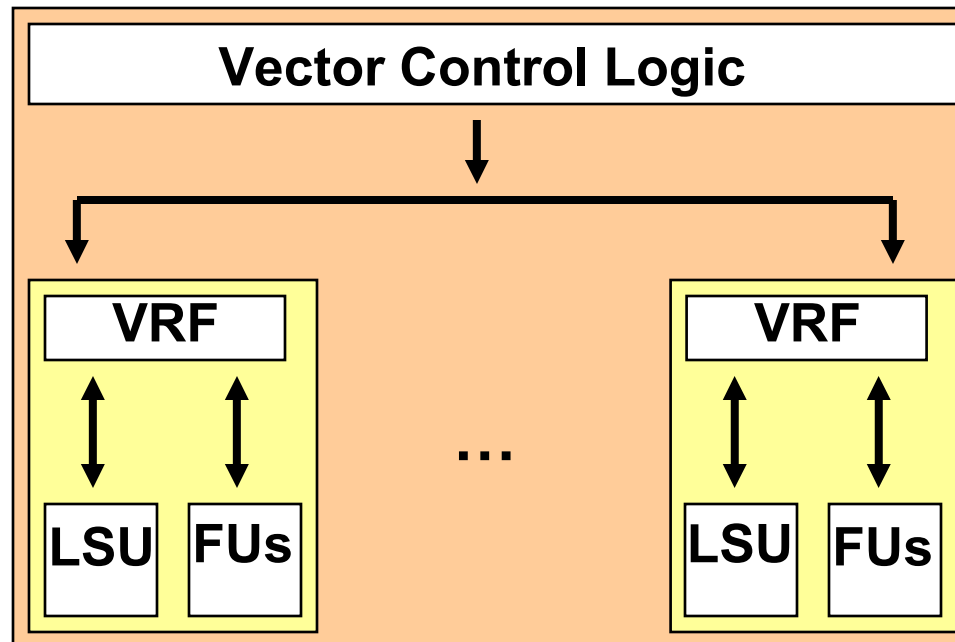 Vector Control Logic
VRF
VRF
...
LSU
FUs
LSU
FUs